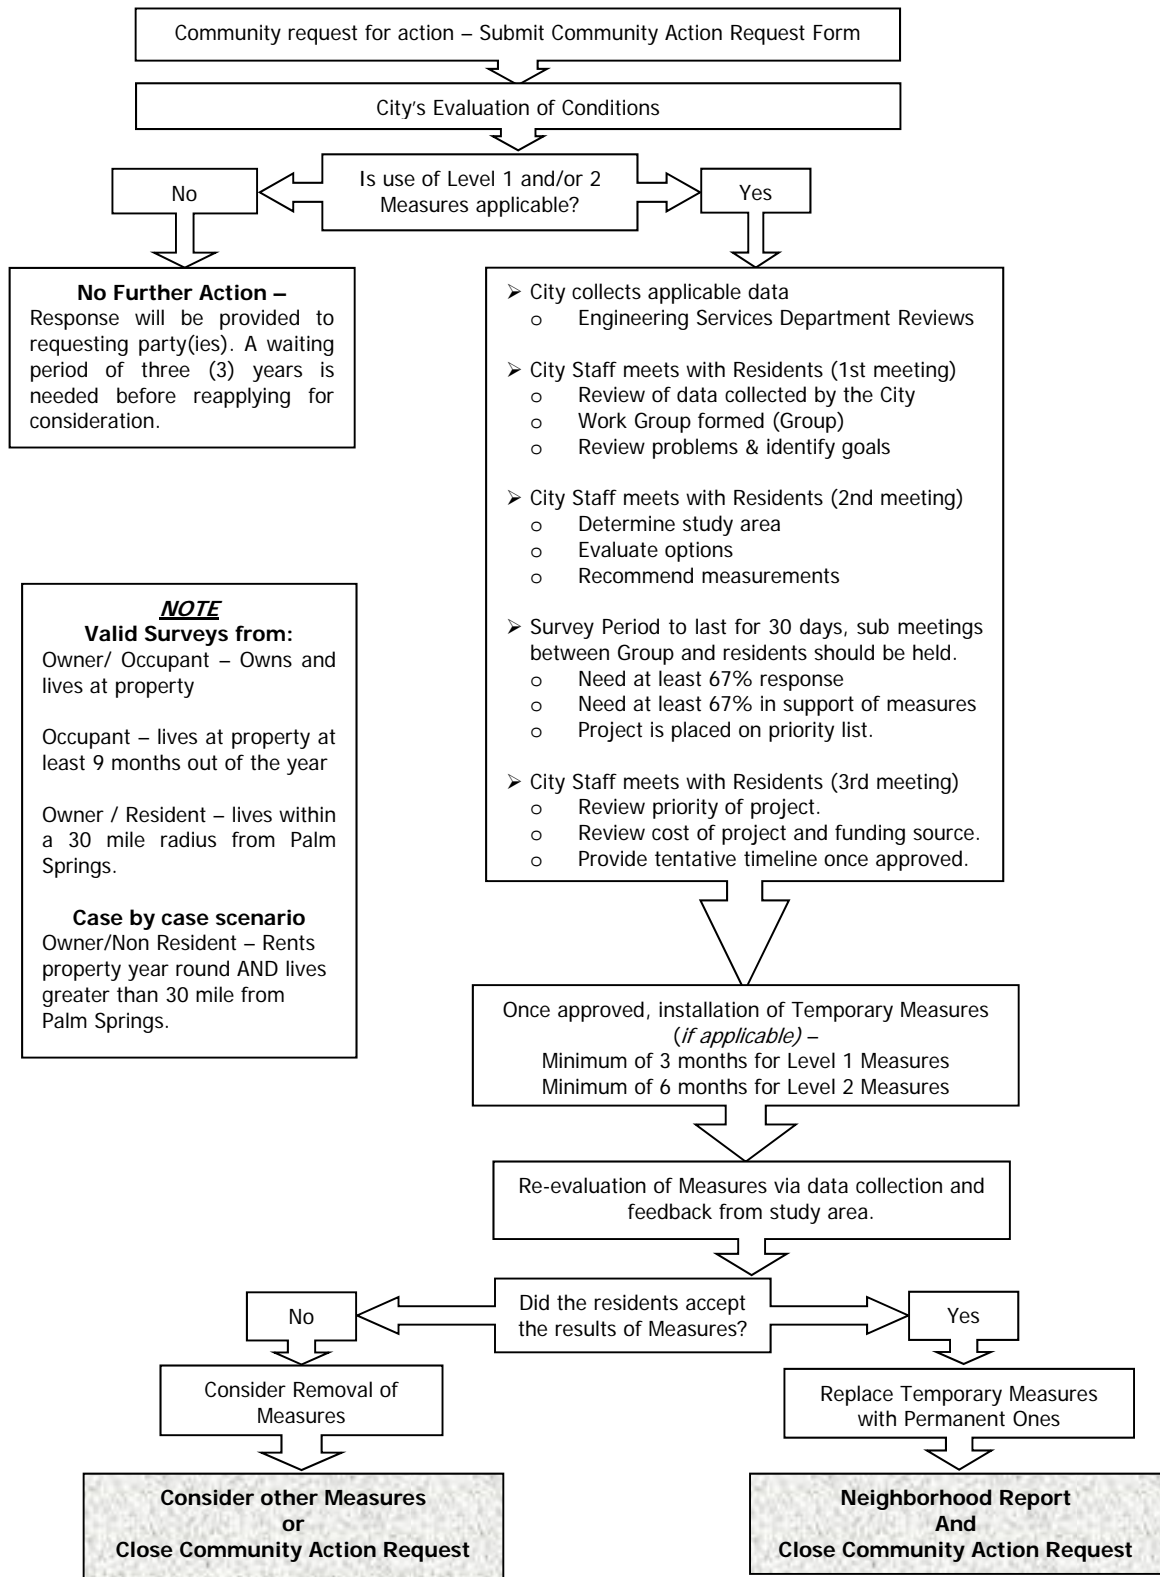 Community request for action – Submit Community Action Request Form
City's Evaluation of Conditions
Is use of Level 1 and/or 2
Measures applicable?
No
Yes
No Further Action –
Response will be provided to
requesting party(ies). A waiting
period of three (3) years is
needed before reapplying for
consideration.
➢ City collects applicable data
o Engineering Services Department Reviews
➢ City Staff meets with Residents (1st meeting)
o Review of data collected by the City
o Work Group formed (Group)
o Review problems & identify goals
➢ City Staff meets with Residents (2nd meeting)
o Determine study area
o Evaluate options
o Recommend measurements
➢ Survey Period to last for 30 days, sub meetings
between Group and residents should be held.
o Need at least 67% response
o Need at least 67% in support of measures
o Project is placed on priority list.
➢ City Staff meets with Residents (3rd meeting)
o Review priority of project.
o Review cost of project and funding source.
o Provide tentative timeline once approved.
NOTE
Valid Surveys from:
Owner/ Occupant – Owns and
lives at property
Occupant – lives at property at
least 9 months out of the year
Owner / Resident – lives within
a 30 mile radius from Palm
Springs.
Case by case scenario
Owner/Non Resident – Rents
property year round AND lives
greater than 30 mile from
Palm Springs.
Once approved, installation of Temporary Measures
(if applicable) –
Minimum of 3 months for Level 1 Measures
Minimum of 6 months for Level 2 Measures
Re-evaluation of Measures via data collection and
feedback from study area.
Did the residents accept
the results of Measures?
No
Yes
Consider Removal of
Measures
Replace Temporary Measures
with Permanent Ones
Consider other Measures
or
Close Community Action Request
Neighborhood Report
And
Close Community Action Request